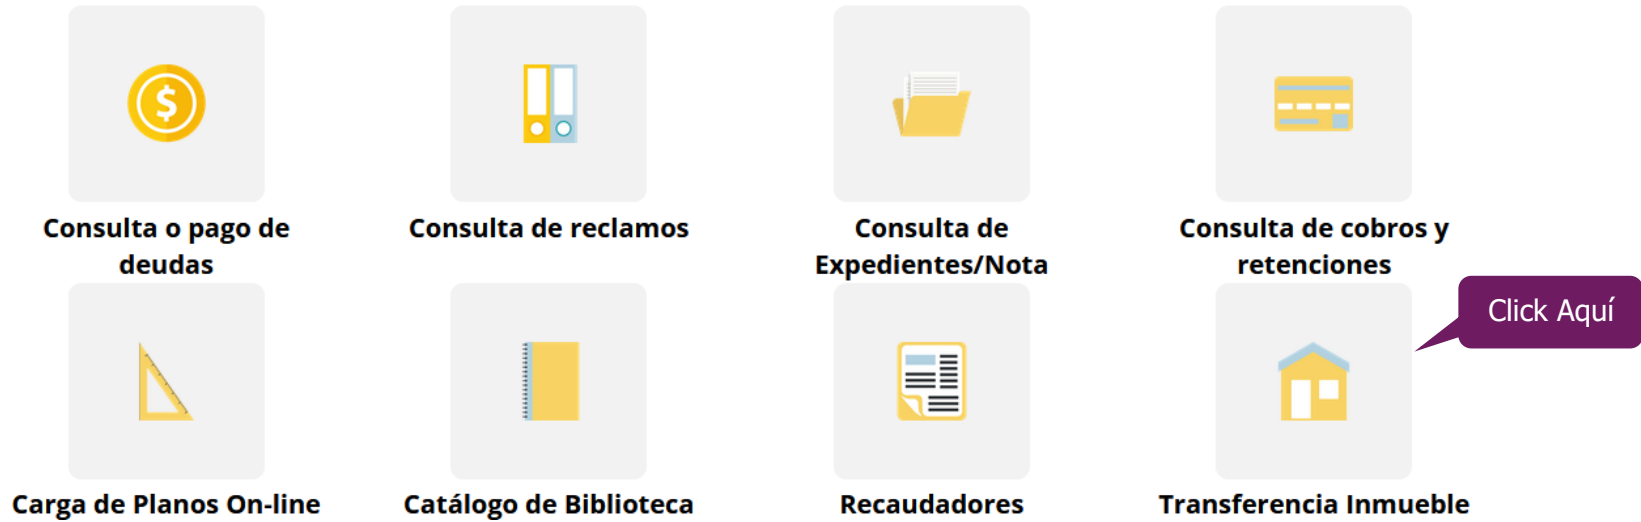 $
Consulta o pago de
deudas
Consulta de reclamos
Consulta de
Expedientes/Nota
Consulta de cobros y
retenciones
Click Aquí
Carga de Planos On-line
Catálogo de Biblioteca
Recaudadores
Transferencia Inmueble